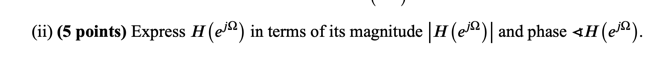 (ii) (5 points) Express H(e^{jΩ}) in terms of its magnitude |H(e^{jΩ})| and phase ∢H(e^{jΩ}).